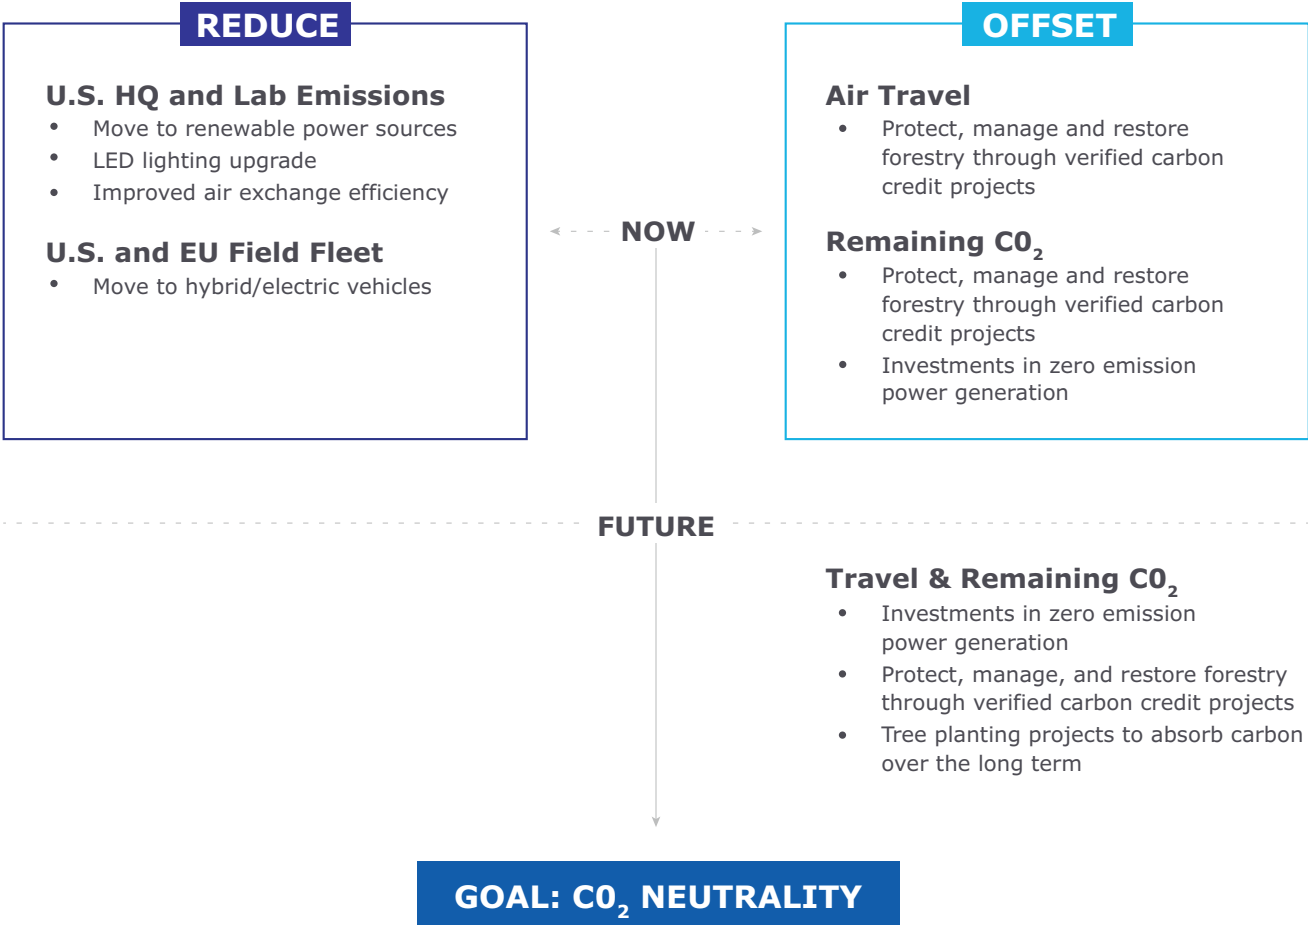 REDUCE
U.S. HQ and Lab Emissions
• Move to renewable power sources
• LED lighting upgrade
• Improved air exchange efficiency
U.S. and EU Field Fleet
• Move to hybrid/electric vehicles
NOW
OFFSET
Air Travel
• Protect, manage and restore
forestry through verified carbon
credit projects
Remaining C0₂
• Protect, manage and restore
forestry through verified carbon
credit projects
• Investments in zero emission
power generation
FUTURE
Travel & Remaining C0₂
• Investments in zero emission
power generation
• Protect, manage, and restore forestry
through verified carbon credit projects
• Tree planting projects to absorb carbon
over the long term
GOAL: C0₂ NEUTRALITY